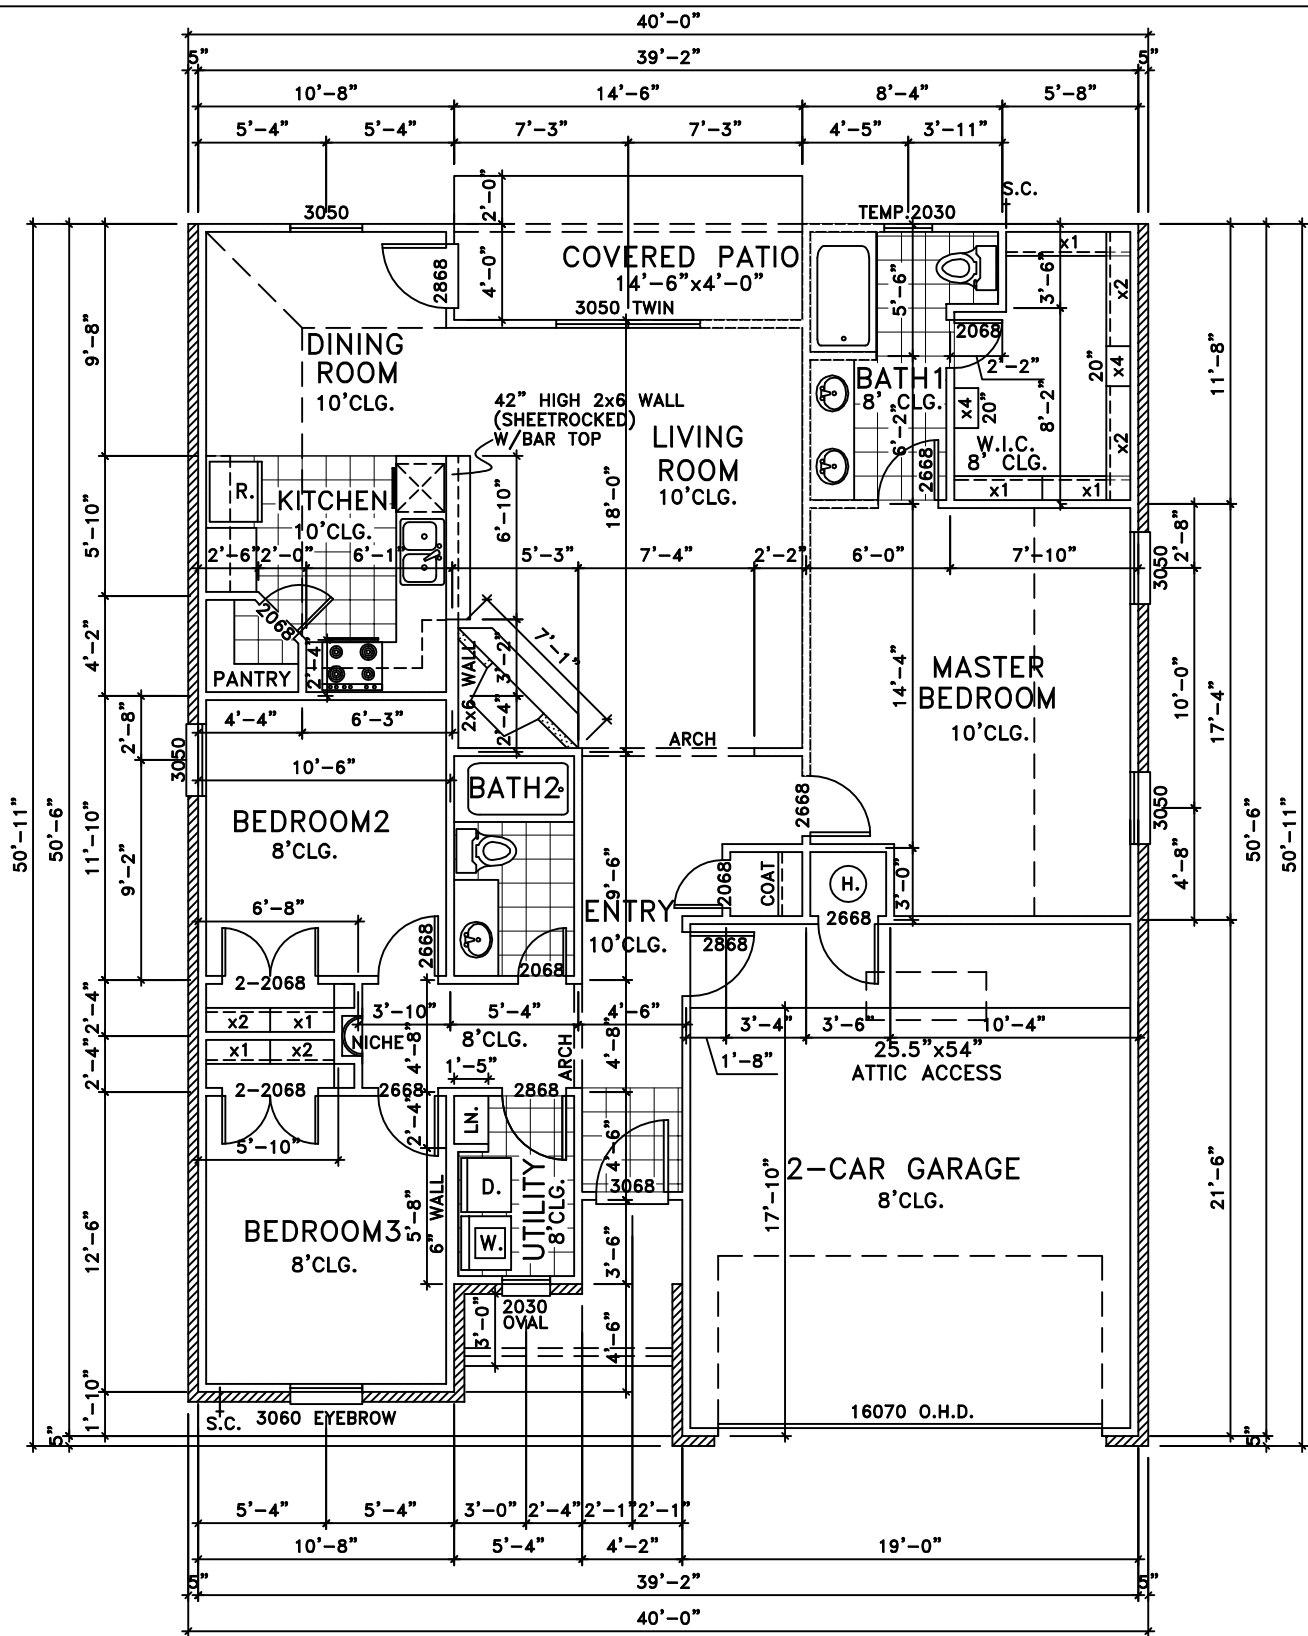 40'-0"
5" 39'-2" 5"
10'-8" 14'-6" 8'-4" 5'-8"
5'-4" 5'-4" 7'-3" 7'-3" 4'-5" 3'-11"
S.C.
2'-0"
3050
TEMP.2030
x1
COVERED PATIO
14'-6"x4'-0"
4'-0"
2868
5'-6"
3'-6"
x2
3050 TWIN
2068
DINING
ROOM
10'CLG.
9'-8"
2'-2"
20"
x4
11'-8"
BATH1
8' CLG.
42" HIGH 2x6 WALL
(SHEETROCKED)
W/BAR TOP
x4
20"
8'-2"
6'-2"
LIVING
ROOM
10'CLG.
W.I.C.
8' CLG.
x2
2668
x1 x1
R.
KITCHEN
10'CLG.
18'-0"
6'-10"
5'-10"
2'-8"
2'-6" 2'-0" 6'-1" 5'-3" 7'-4" 2'-2" 6'-0" 7'-10"
3050
2068
4'-2"
PANTRY
2'-4"
2x6 WALL
3'-2"
7'-1"
2'-4"
14'-4"
MASTER
BEDROOM
10'CLG.
10'-0"
17'-4"
4'-4" 6'-3"
2'-8"
3050
ARCH
10'-6"
BATH2
BEDROOM2
8'CLG.
2668
3050
50'-11"
50'-6"
11'-10"
9'-2"
50'-6"
50'-11"
9'-6"
2068
COAT
H.
3'-0"
4'-8"
6'-8"
ENTRY
10'CLG.
2668
2668
2868
2068
2-2068
3'-10" 5'-4" 4'-6"
2'-4"
x2 x1
NICHE
8'CLG.
4'-8"
ARCH
4'-8"
3'-4" 3'-6" 10'-4"
x1 x2
2'-4"
1'-8"
25.5"x54"
ATTIC ACCESS
1'-5"
2-2068
2668
2868
LN.
2'-4"
5'-10"
4'-6"
3068
D.
UTILITY
8'CLG.
17'-10"
2-CAR GARAGE
8'CLG.
21'-6"
5'-8"
6" WALL
W.
BEDROOM3
8'CLG.
12'-6"
3'-6"
2030
OVAL
3'-0"
4'-6"
1'-10"
S.C.
3060 EYEBROW
16070 O.H.D.
5"
5"
5'-4" 5'-4" 3'-0" 2'-4" 2'-1" 2'-1"
10'-8" 5'-4" 4'-2" 19'-0"
5" 39'-2" 5"
40'-0"